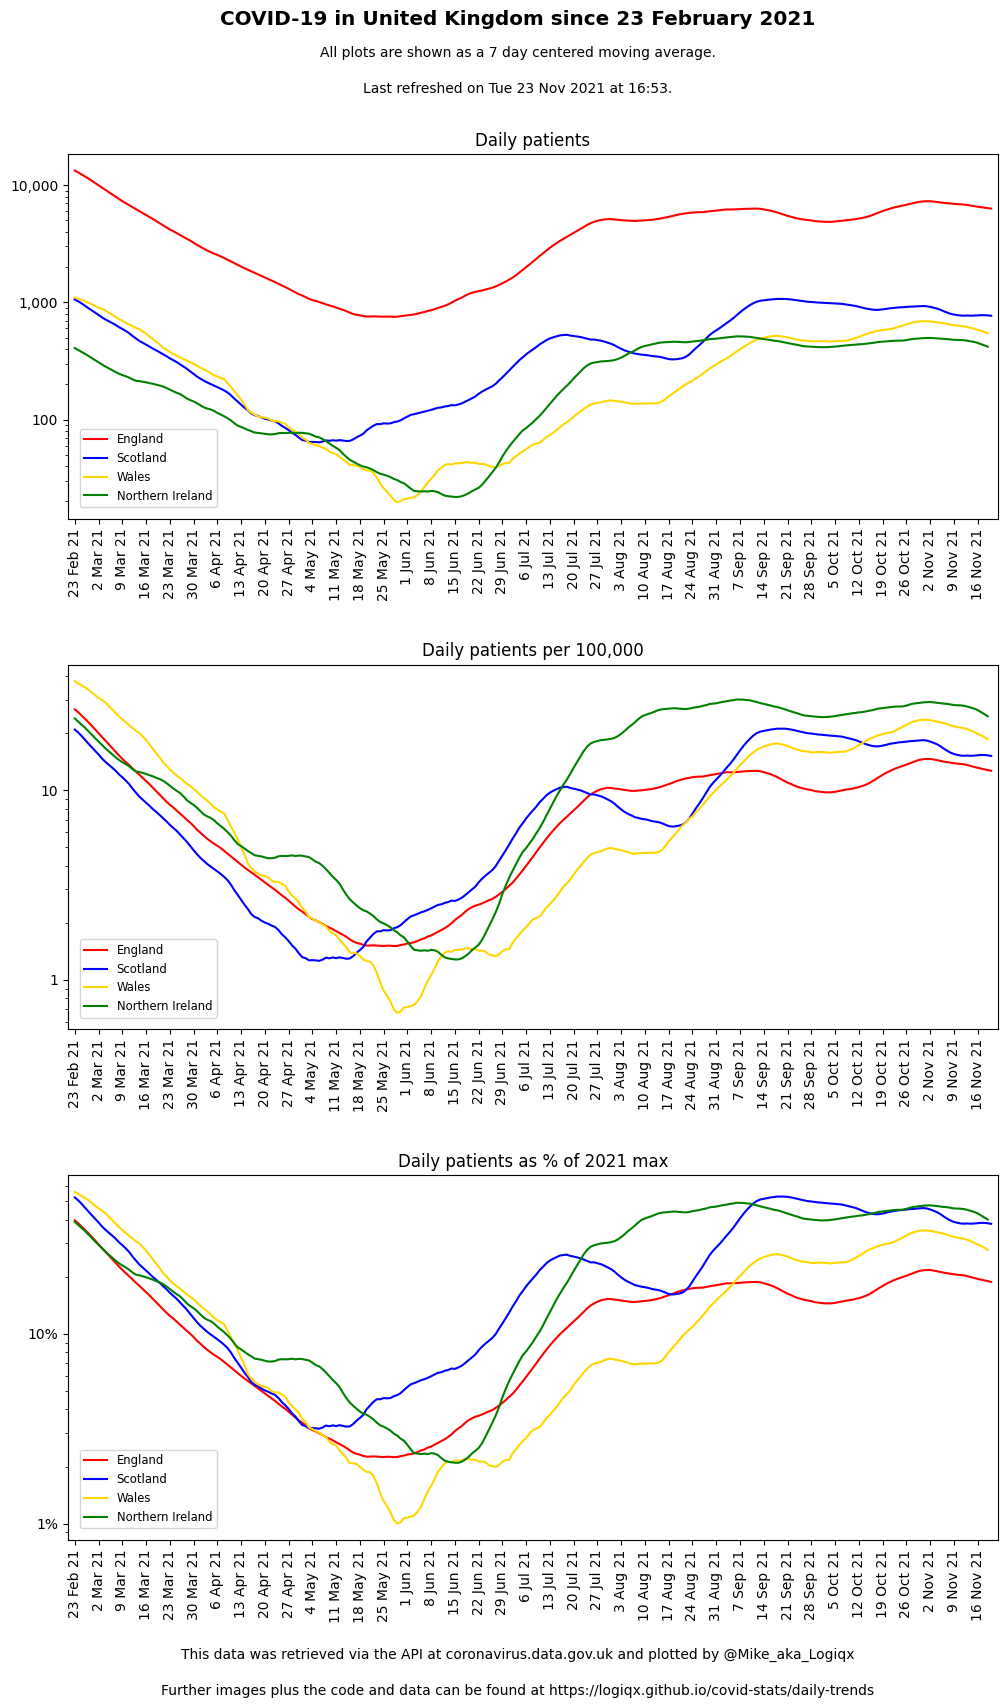 COVID-19 in United Kingdom since 23 February 2021
All plots are shown as a 7 day centered moving average.
Last refreshed on Tue 23 Nov 2021 at 16:53.
Daily patients
10,000
1,000
100
England
Scotland
Wales
Northern Ireland
23 Feb 21
2 Mar 21
9 Mar 21
16 Mar 21
23 Mar 21
30 Mar 21
6 Apr 21
13 Apr 21
20 Apr 21
27 Apr 21
4 May 21
11 May 21
18 May 21
25 May 21
1 Jun 21
8 Jun 21
15 Jun 21
22 Jun 21
29 Jun 21
6 Jul 21
13 Jul 21
20 Jul 21
27 Jul 21
3 Aug 21
10 Aug 21
17 Aug 21
24 Aug 21
31 Aug 21
7 Sep 21
14 Sep 21
21 Sep 21
28 Sep 21
5 Oct 21
12 Oct 21
19 Oct 21
26 Oct 21
2 Nov 21
9 Nov 21
16 Nov 21
Daily patients per 100,000
10
1
England
Scotland
Wales
Northern Ireland
23 Feb 21
2 Mar 21
9 Mar 21
16 Mar 21
23 Mar 21
30 Mar 21
6 Apr 21
13 Apr 21
20 Apr 21
27 Apr 21
4 May 21
11 May 21
18 May 21
25 May 21
1 Jun 21
8 Jun 21
15 Jun 21
22 Jun 21
29 Jun 21
6 Jul 21
13 Jul 21
20 Jul 21
27 Jul 21
3 Aug 21
10 Aug 21
17 Aug 21
24 Aug 21
31 Aug 21
7 Sep 21
14 Sep 21
21 Sep 21
28 Sep 21
5 Oct 21
12 Oct 21
19 Oct 21
26 Oct 21
2 Nov 21
9 Nov 21
16 Nov 21
Daily patients as % of 2021 max
10%
1%
England
Scotland
Wales
Northern Ireland
23 Feb 21
2 Mar 21
9 Mar 21
16 Mar 21
23 Mar 21
30 Mar 21
6 Apr 21
13 Apr 21
20 Apr 21
27 Apr 21
4 May 21
11 May 21
18 May 21
25 May 21
1 Jun 21
8 Jun 21
15 Jun 21
22 Jun 21
29 Jun 21
6 Jul 21
13 Jul 21
20 Jul 21
27 Jul 21
3 Aug 21
10 Aug 21
17 Aug 21
24 Aug 21
31 Aug 21
7 Sep 21
14 Sep 21
21 Sep 21
28 Sep 21
5 Oct 21
12 Oct 21
19 Oct 21
26 Oct 21
2 Nov 21
9 Nov 21
16 Nov 21
This data was retrieved via the API at coronavirus.data.gov.uk and plotted by @Mike_aka_Logiqx
Further images plus the code and data can be found at https://logiqx.github.io/covid-stats/daily-trends